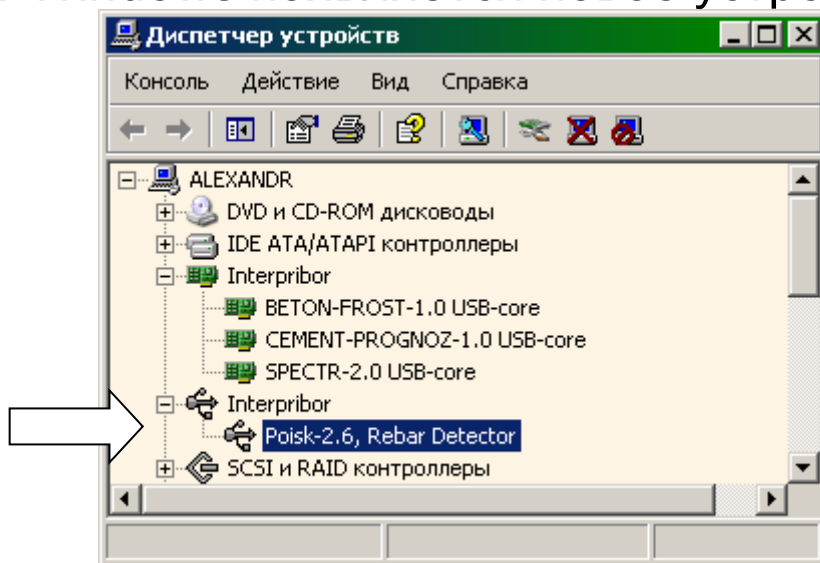 Диспетчер устройств
Консоль Действие Вид Справка
ALEXANDR
DVD и CD-ROM дисководы
IDE ATA/ATAPI контроллеры
Interpribor
BETON-FROST-1.0 USB-core
CEMENT-PROGNOZ-1.0 USB-core
SPECTR-2.0 USB-core
Interpribor
Poisk-2.6, Rebar Detector
SCSI и RAID контроллеры